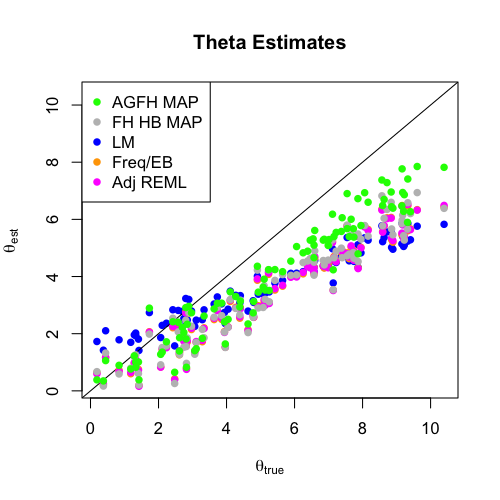 Theta Estimates
AGFH MAP
FH HB MAP
LM
Freq/EB
Adj REML
10
8
6
4
2
0
θest
0 2 4 6 8 10
θtrue